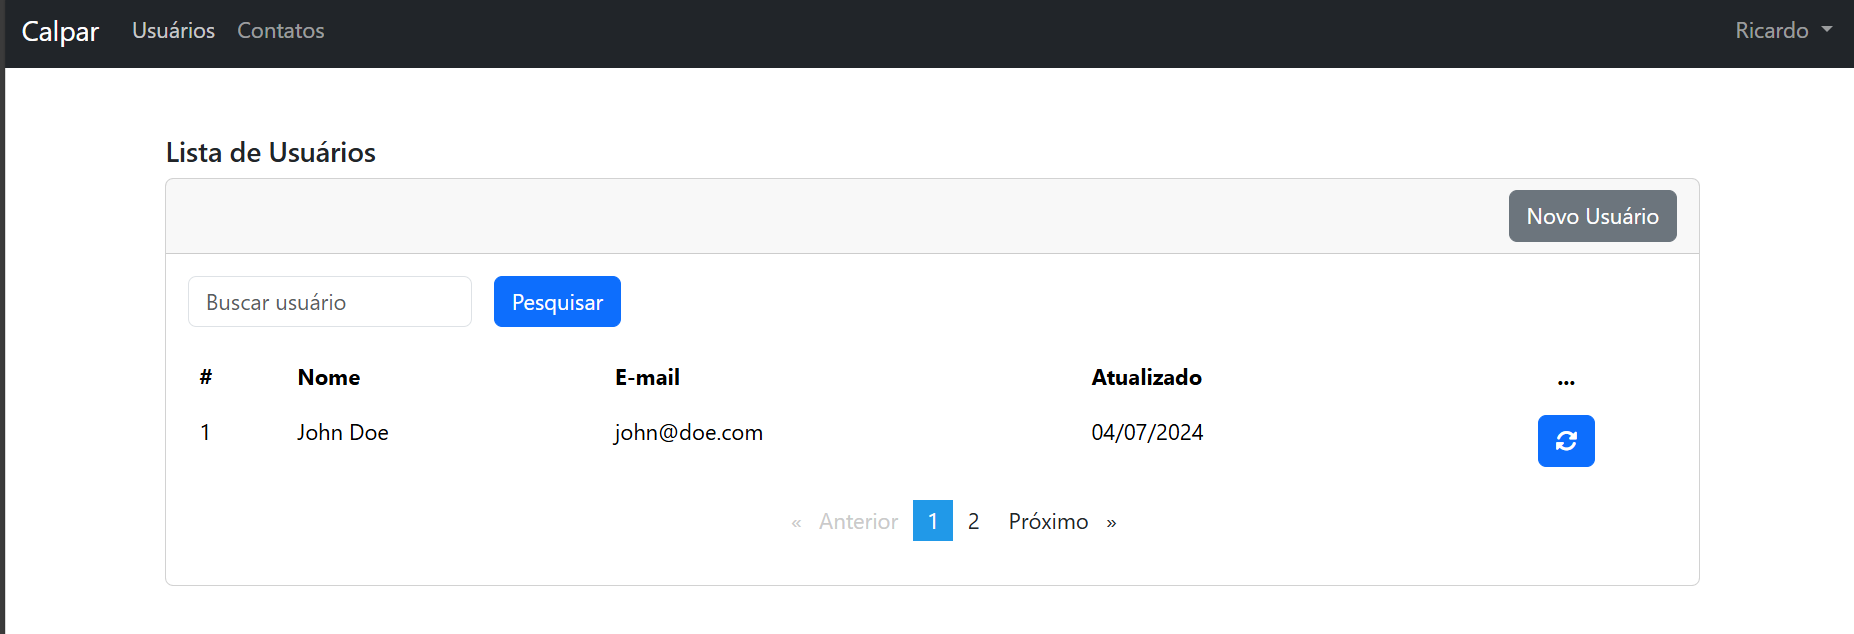 Calpar Usuários Contatos Ricardo
Lista de Usuários
Novo Usuário
Buscar usuário Pesquisar
# Nome E-mail Atualizado ...
1 John Doe john@doe.com 04/07/2024
« Anterior 1 2 Próximo »